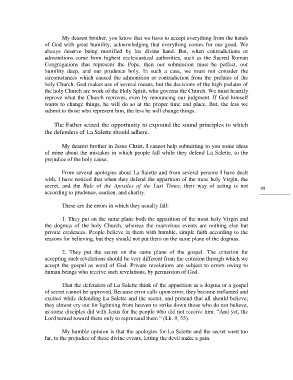 My dearest brother, you know that we have to accept everything from the hands
of God with great humility, acknowledging that everything comes for our good. We
always deserve being mortified by his divine hand. But, when contradictions or
admonitions come from highest ecclesiastical authorities, such as the Sacred Roman
Congregations that represent the Pope, then our submission must be perfect, our
humility deep, and our prudence holy. In such a case, we must not consider the
circumstances which caused the admonition or contradiction from the prelates of the
holy Church. God makes use of several accidents, but the decisions of the high prelates of
the holy Church are work of the Holy Spirit, who governs the Church. We must heartily
reprove what the Church reproves, even by renouncing our judgment. If God himself
wants to change things, he will do so at the proper time and place. But, the less we
submit to those who represent him, the less he will change things.
The Father seized the opportunity to expound the sound principles to which
the defenders of La Salette should adhere.
My dearest brother in Jesus Christ, I cannot help submitting to you some ideas
of mine about the mistakes in which people fall while they defend La Salette, to the
prejudice of the holy cause.
From several apologies about La Salette and from several persons I have dealt
with, I have noticed that when they defend the apparition of the most holy Virgin, the
secret, and the Rule of the Apostles of the Last Times, their way of acting is not
according to prudence, caution, and charity.
95
These are the errors in which they usually fall:
1. They put on the same plane both the apparition of the most holy Virgin and
the dogmas of the holy Church, whereas the marvelous events are nothing else but
private credences. People believe in them with humble, simple faith according to the
reasons for believing, but they should not put them on the same plane of the dogmas.
2. They put the secret on the same plane of the gospel. The criterion for
accepting such revelations should be very different from the criterion through which we
accept the gospel as word of God. Private revelations are subject to errors owing to
human beings who receive such revelations, by permission of God.
That the defenders of La Salette think of the apparition as a dogma or a gospel
of secret cannot be approved. Because error calls upon error, they become enflamed and
excited while defending La Salette and the secret, and pretend that all should believe;
they almost cry out for lightning from heaven to strike down those who do not believe,
as some disciples did with Jesus for the people who did not receive him. "And yet, the
Lord turned toward them only to reprimand them" (Lk. 9, 55).
My humble opinion is that the apologies for La Salette and the secret went too
far, to the prejudice of these divine events, letting the devil make a gain.